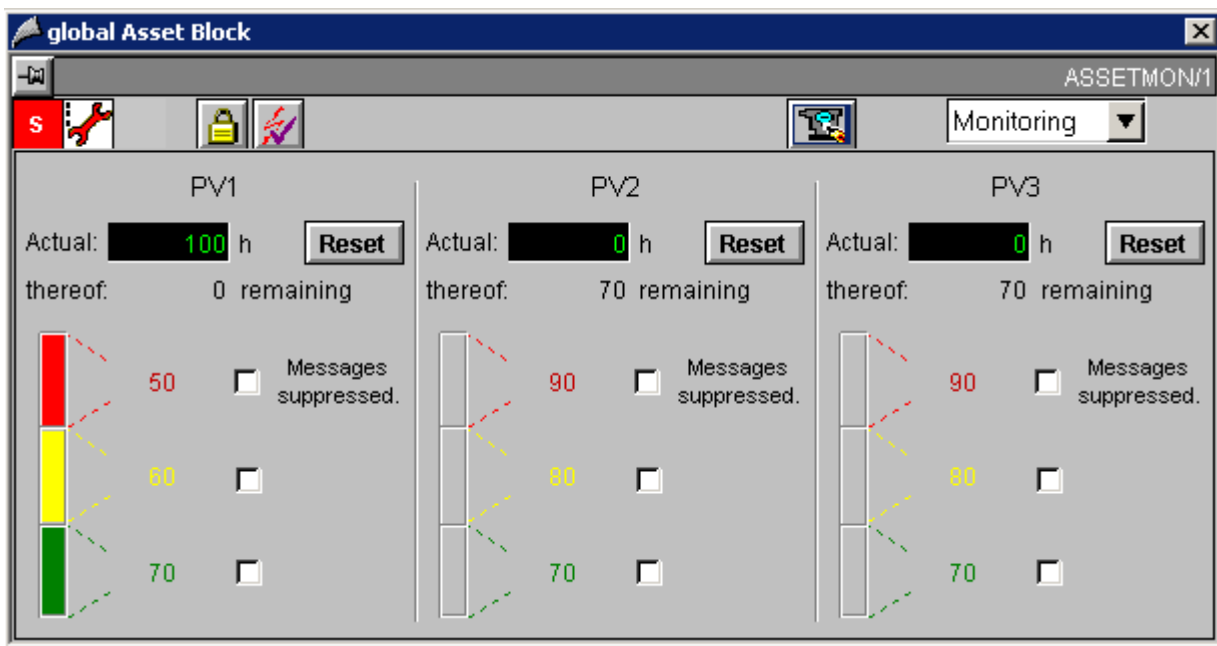 global Asset Block
ASSETMON/1
S
Monitoring
PV1 PV2 PV3
Actual: 100 h Reset Actual: 0 h Reset Actual: 0 h Reset
thereof: 0 remaining thereof: 70 remaining thereof: 70 remaining
50 Messages suppressed. 90 Messages suppressed. 90 Messages suppressed.
60 80 80
70 70 70